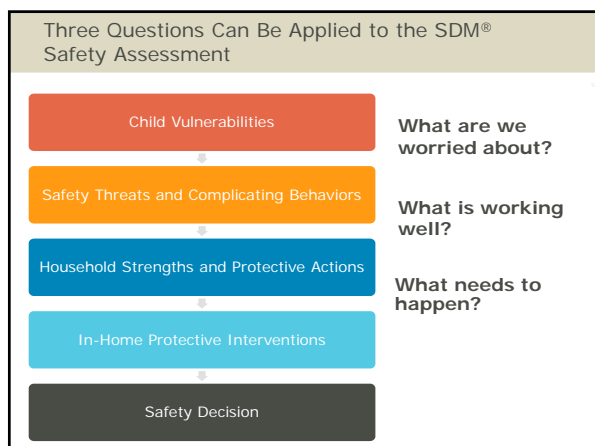 Three Questions Can Be Applied to the SDM®
Safety Assessment
Child Vulnerabilities
What are we
worried about?
Safety Threats and Complicating Behaviors
What is working
well?
Household Strengths and Protective Actions
What needs to
happen?
In-Home Protective Interventions
Safety Decision